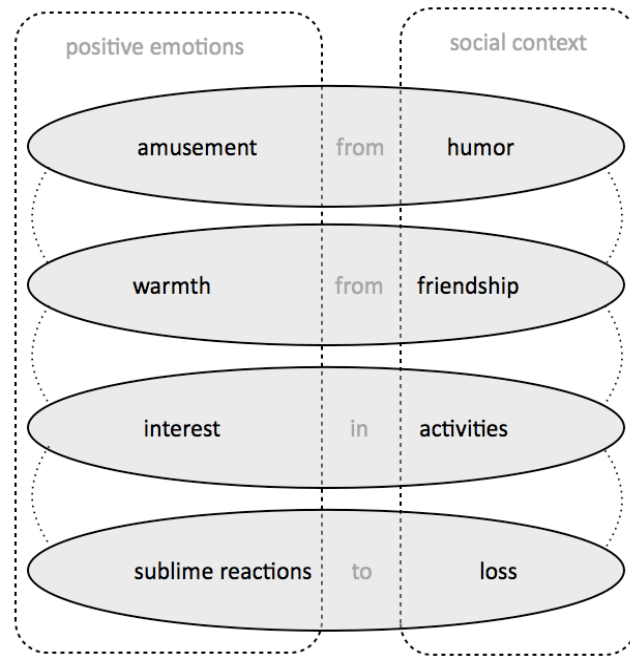 positive emotions
social context
amusement from humor
warmth from friendship
interest in activities
sublime reactions to loss